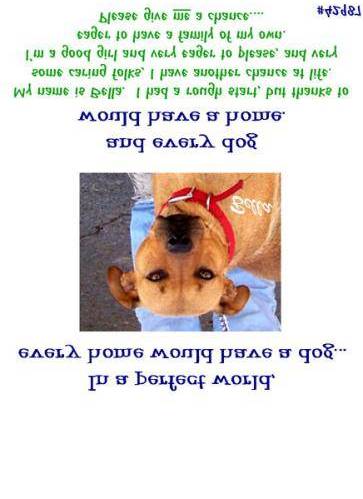 In a perfect world,
every home would have a dog...
Bella
and every dog
would have a home.
My name is Bella. I had a rough start, but thanks to
some caring folks, I have another chance at life.
I'm a good girl and very eager to please, and very
eager to have a family of my own.
Please give me a chance....
#42987